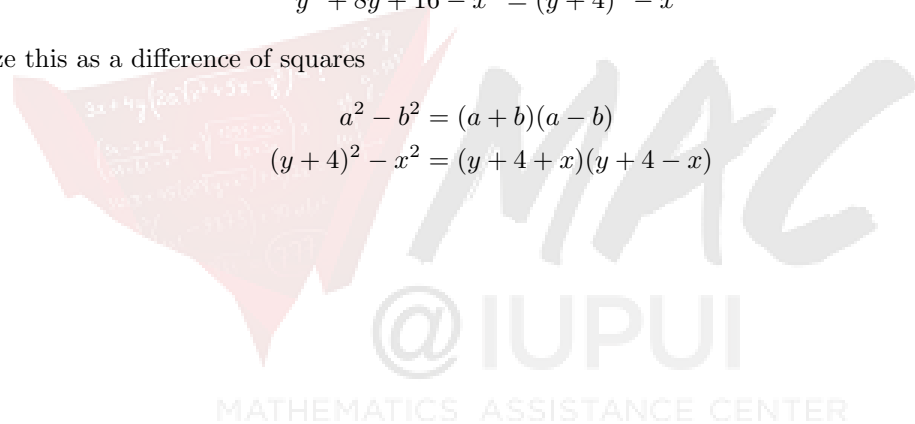 y² + 8y + 16 − x² = (y + 4)² − x²
ze this as a difference of squares
a² − b² = (a + b)(a − b)
(y + 4)² − x² = (y + 4 + x)(y + 4 − x)
MAC
@IUPUI
MATHEMATICS ASSISTANCE CENTER